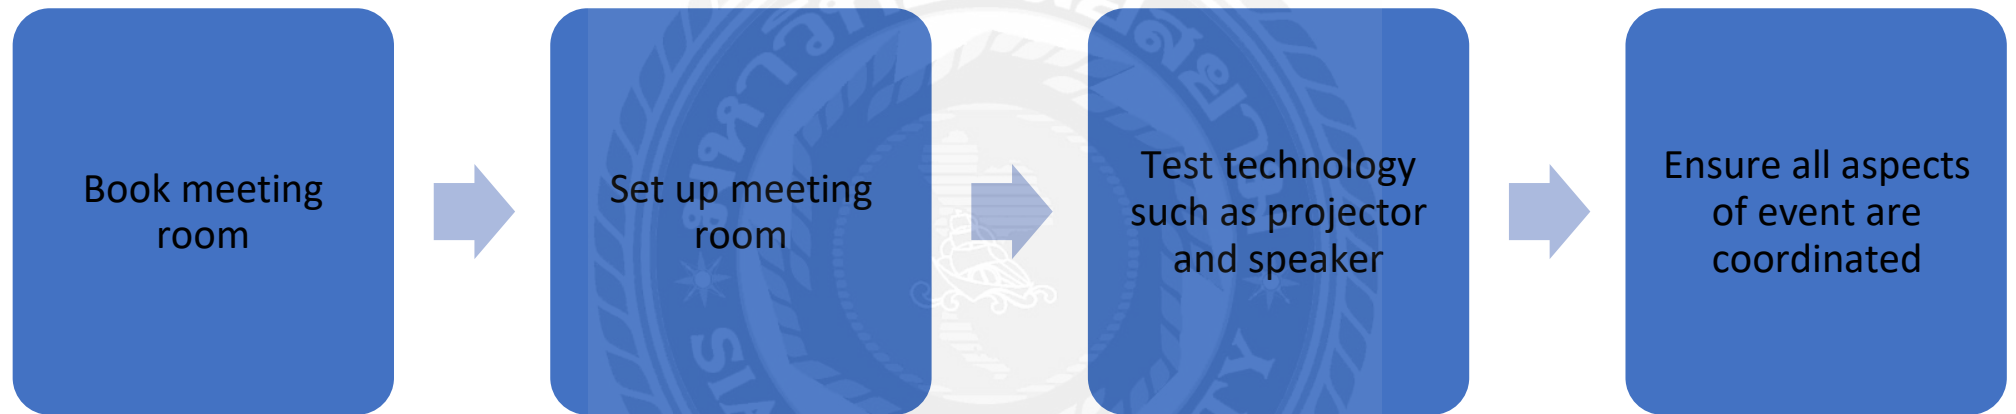 Book meeting
room
Set up meeting
room
Test technology
such as projector
and speaker
Ensure all aspects
of event are
coordinated